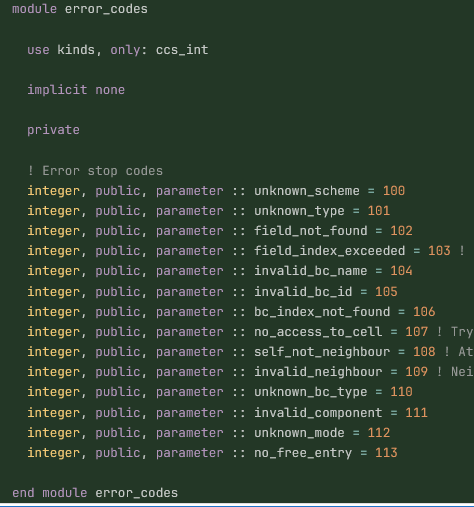 module error_codes
use kinds, only: ccs_int
implicit none
private
! Error stop codes
integer, public, parameter :: unknown_scheme = 100
integer, public, parameter :: unknown_type = 101
integer, public, parameter :: field_not_found = 102
integer, public, parameter :: field_index_exceeded = 103 !
integer, public, parameter :: invalid_bc_name = 104
integer, public, parameter :: invalid_bc_id = 105
integer, public, parameter :: bc_index_not_found = 106
integer, public, parameter :: no_access_to_cell = 107 ! Try
integer, public, parameter :: self_not_neighbour = 108 ! At
integer, public, parameter :: invalid_neighbour = 109 ! Nei
integer, public, parameter :: unknown_bc_type = 110
integer, public, parameter :: invalid_component = 111
integer, public, parameter :: unknown_mode = 112
integer, public, parameter :: no_free_entry = 113
end module error_codes